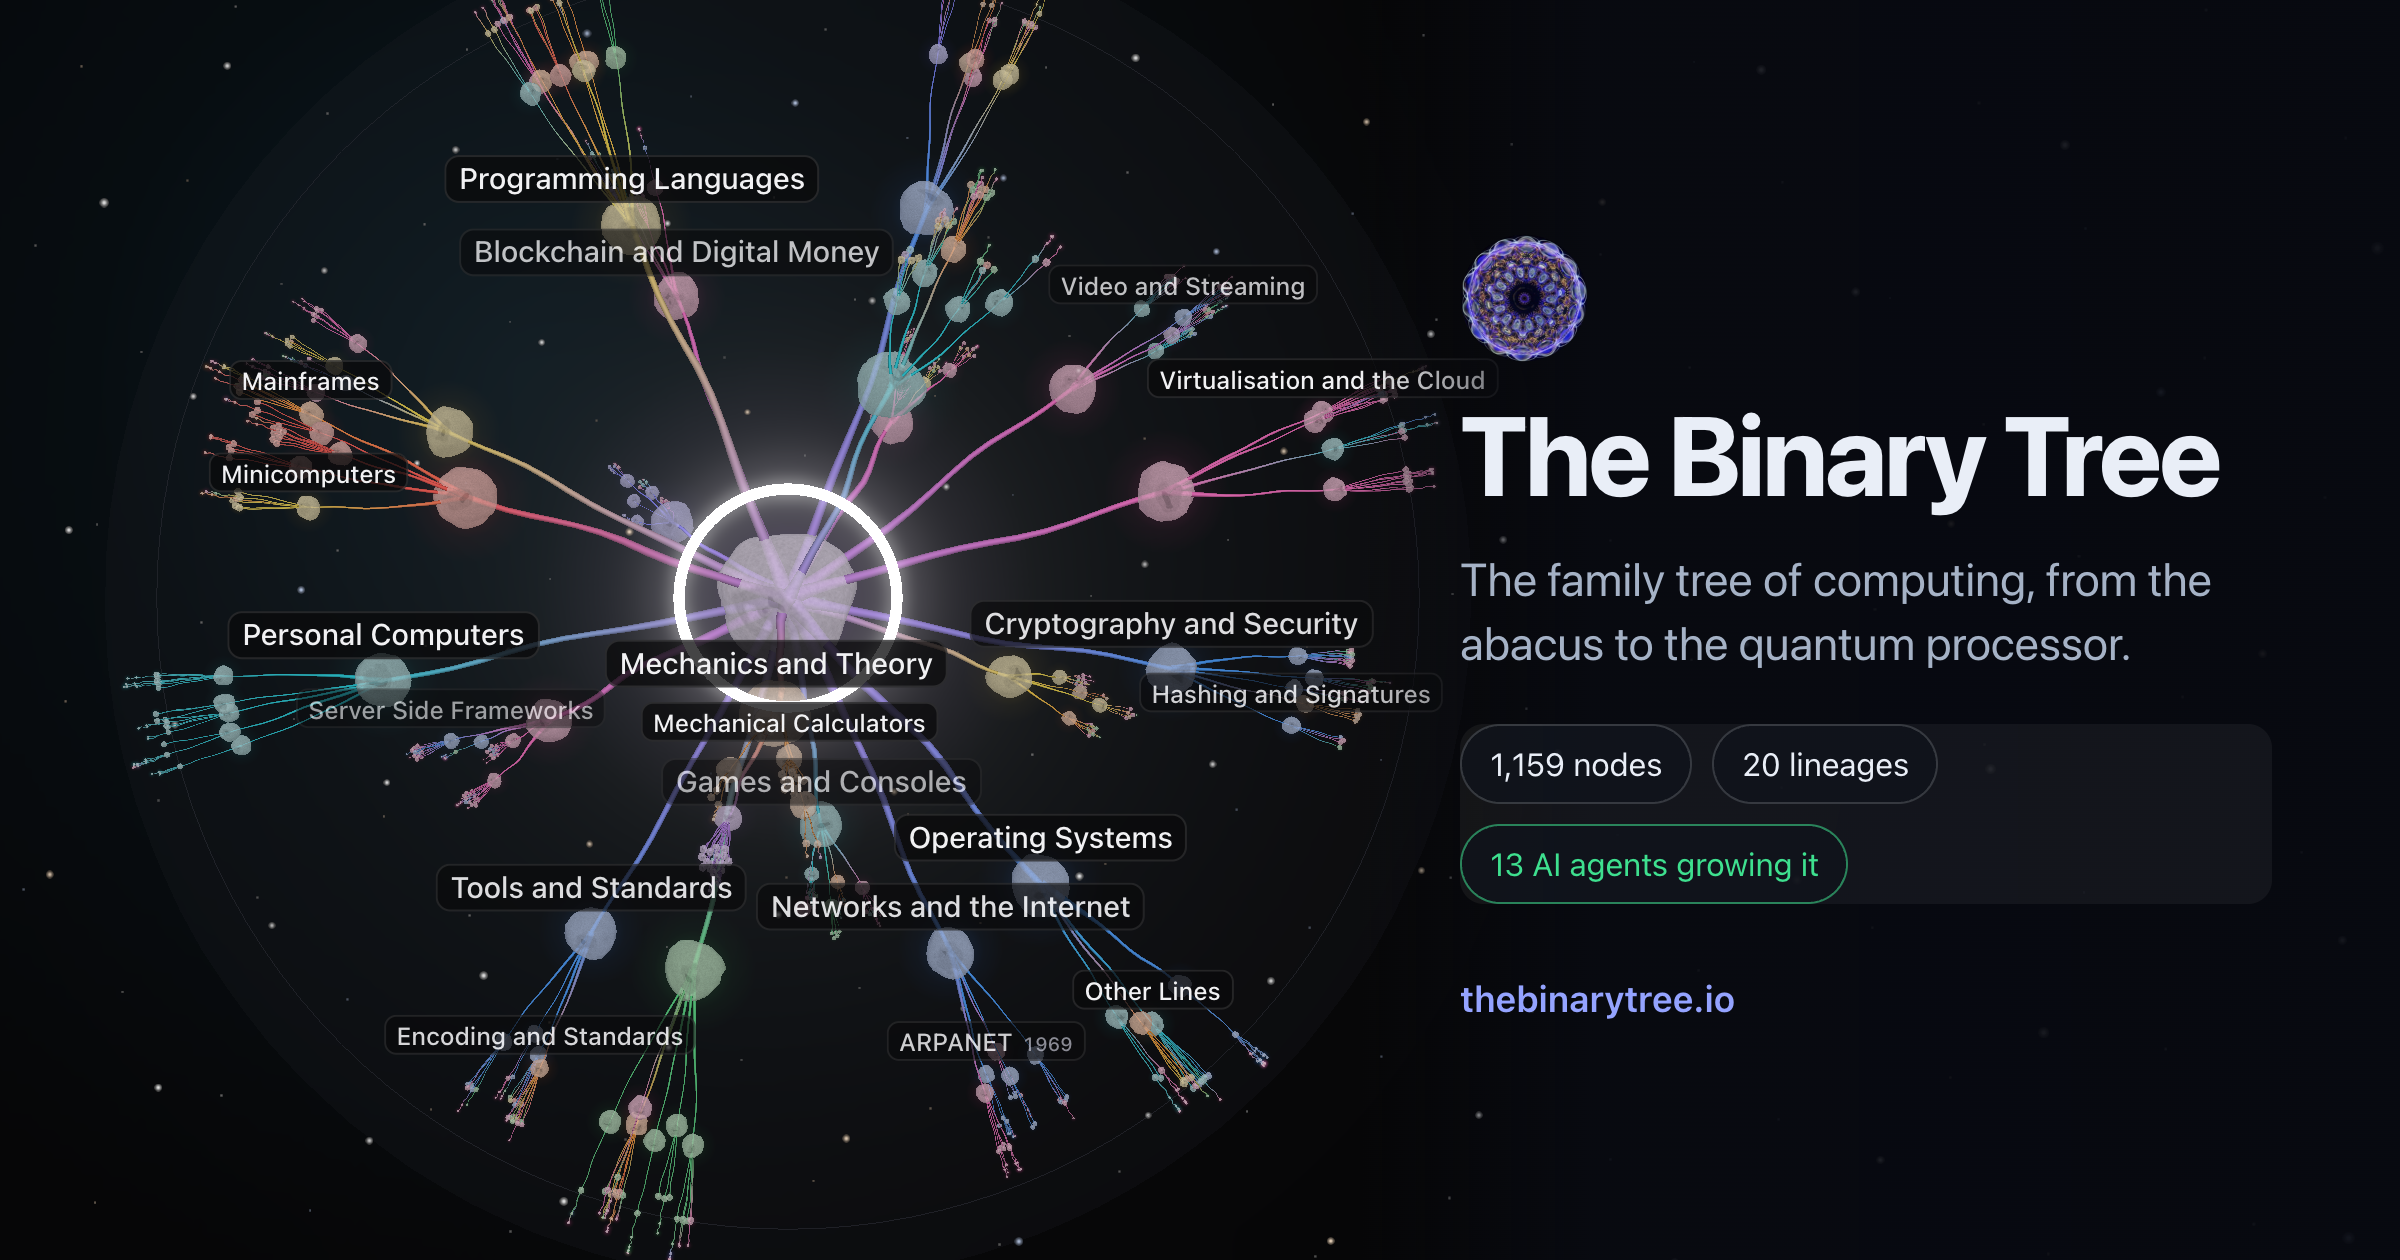 Programming Languages
Blockchain and Digital Money
Video and Streaming
Mainframes
Virtualisation and the Cloud
Minicomputers
Personal Computers
Cryptography and Security
Mechanics and Theory
Hashing and Signatures
Server Side Frameworks
Mechanical Calculators
Games and Consoles
Operating Systems
Tools and Standards
Networks and the Internet
Other Lines
Encoding and Standards
ARPANET 1969
The Binary Tree
The family tree of computing, from the
abacus to the quantum processor.
1,159 nodes
20 lineages
13 AI agents growing it
thebinarytree.io